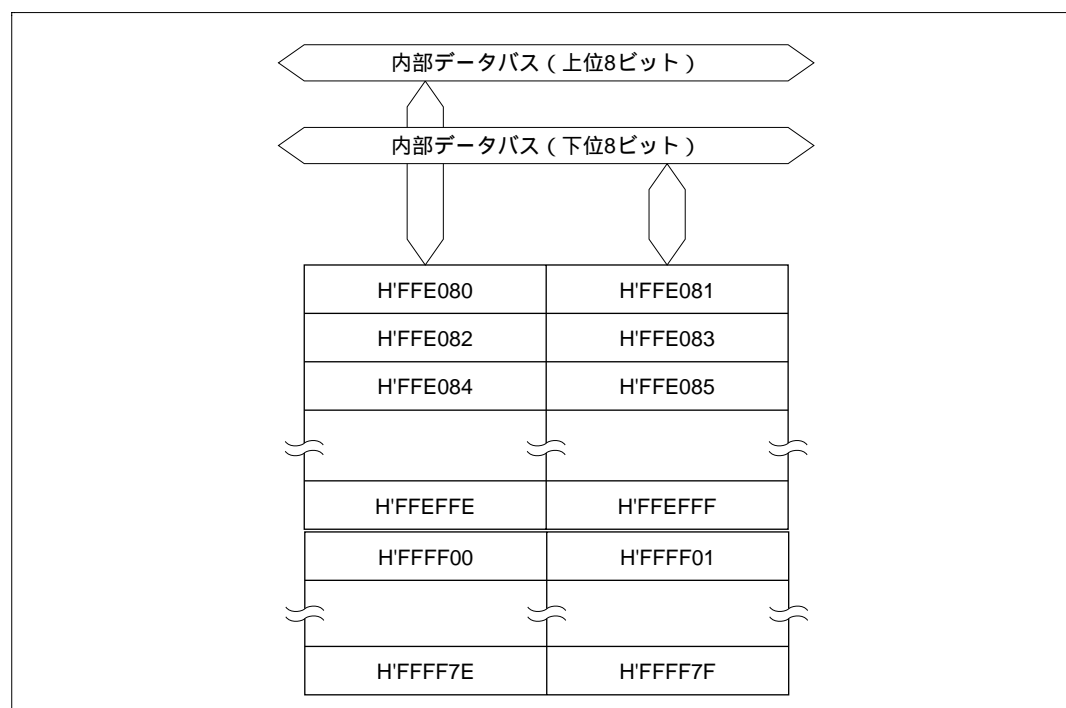 内部データバス(上位8ビット)
内部データバス(下位8ビット)
H'FFE080 H'FFE081
H'FFE082 H'FFE083
H'FFE084 H'FFE085
H'FFEFFE H'FFEFFF
H'FFFF00 H'FFFF01
H'FFFF7E H'FFFF7F